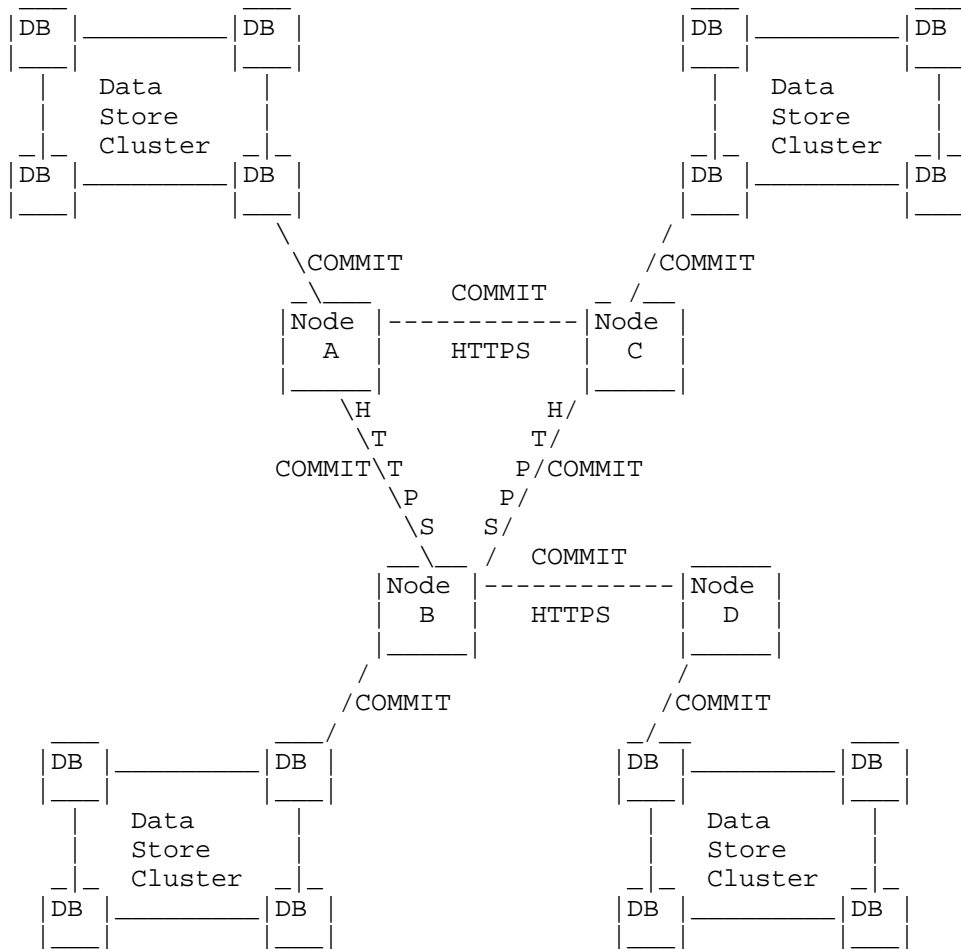 DB DB DB DB
Data Data
Store Store
Cluster Cluster
DB DB DB DB
COMMIT COMMIT
COMMIT
Node Node
A HTTPS C
H H
T T
COMMIT T P COMMIT
P P
S S
COMMIT
Node Node
B HTTPS D
COMMIT COMMIT
DB DB DB DB
Data Data
Store Store
Cluster Cluster
DB DB DB DB